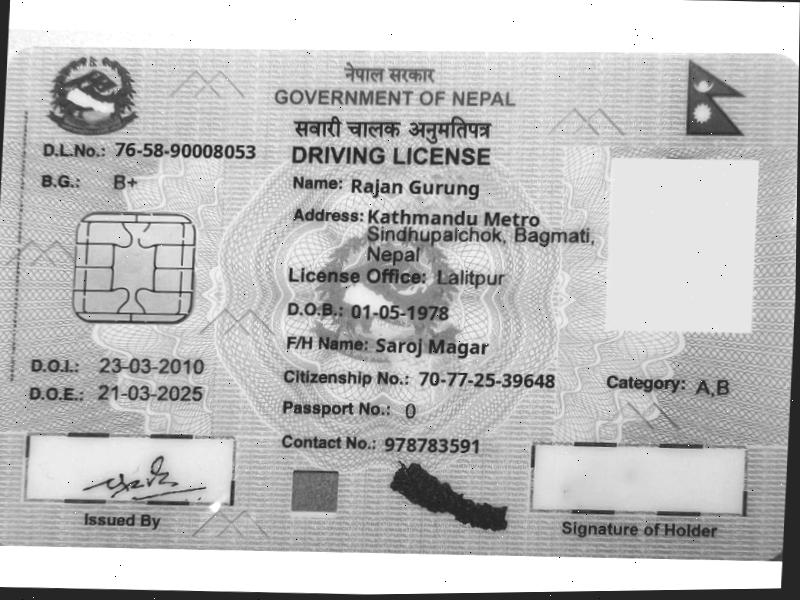 नेपाल सरकार
GOVERNMENT OF NEPAL
सवारी चालक अनुमतिपत्र
DRIVING LICENSE
D.L.No.: 76-58-90008053
B.G.: B+
Name: Rajan Gurung
Address: Kathmandu Metro
Sindhupalchok, Bagmati,
Nepal
License Office: Lalitpur
D.O.B.: 01-05-1978
F/H Name: Saroj Magar
D.O.I.: 23-03-2010
D.O.E.: 21-03-2025
Citizenship No.: 70-77-25-39648
Category: A,B
Passport No.: 0
Contact No.: 978783591
Issued By
Signature of Holder